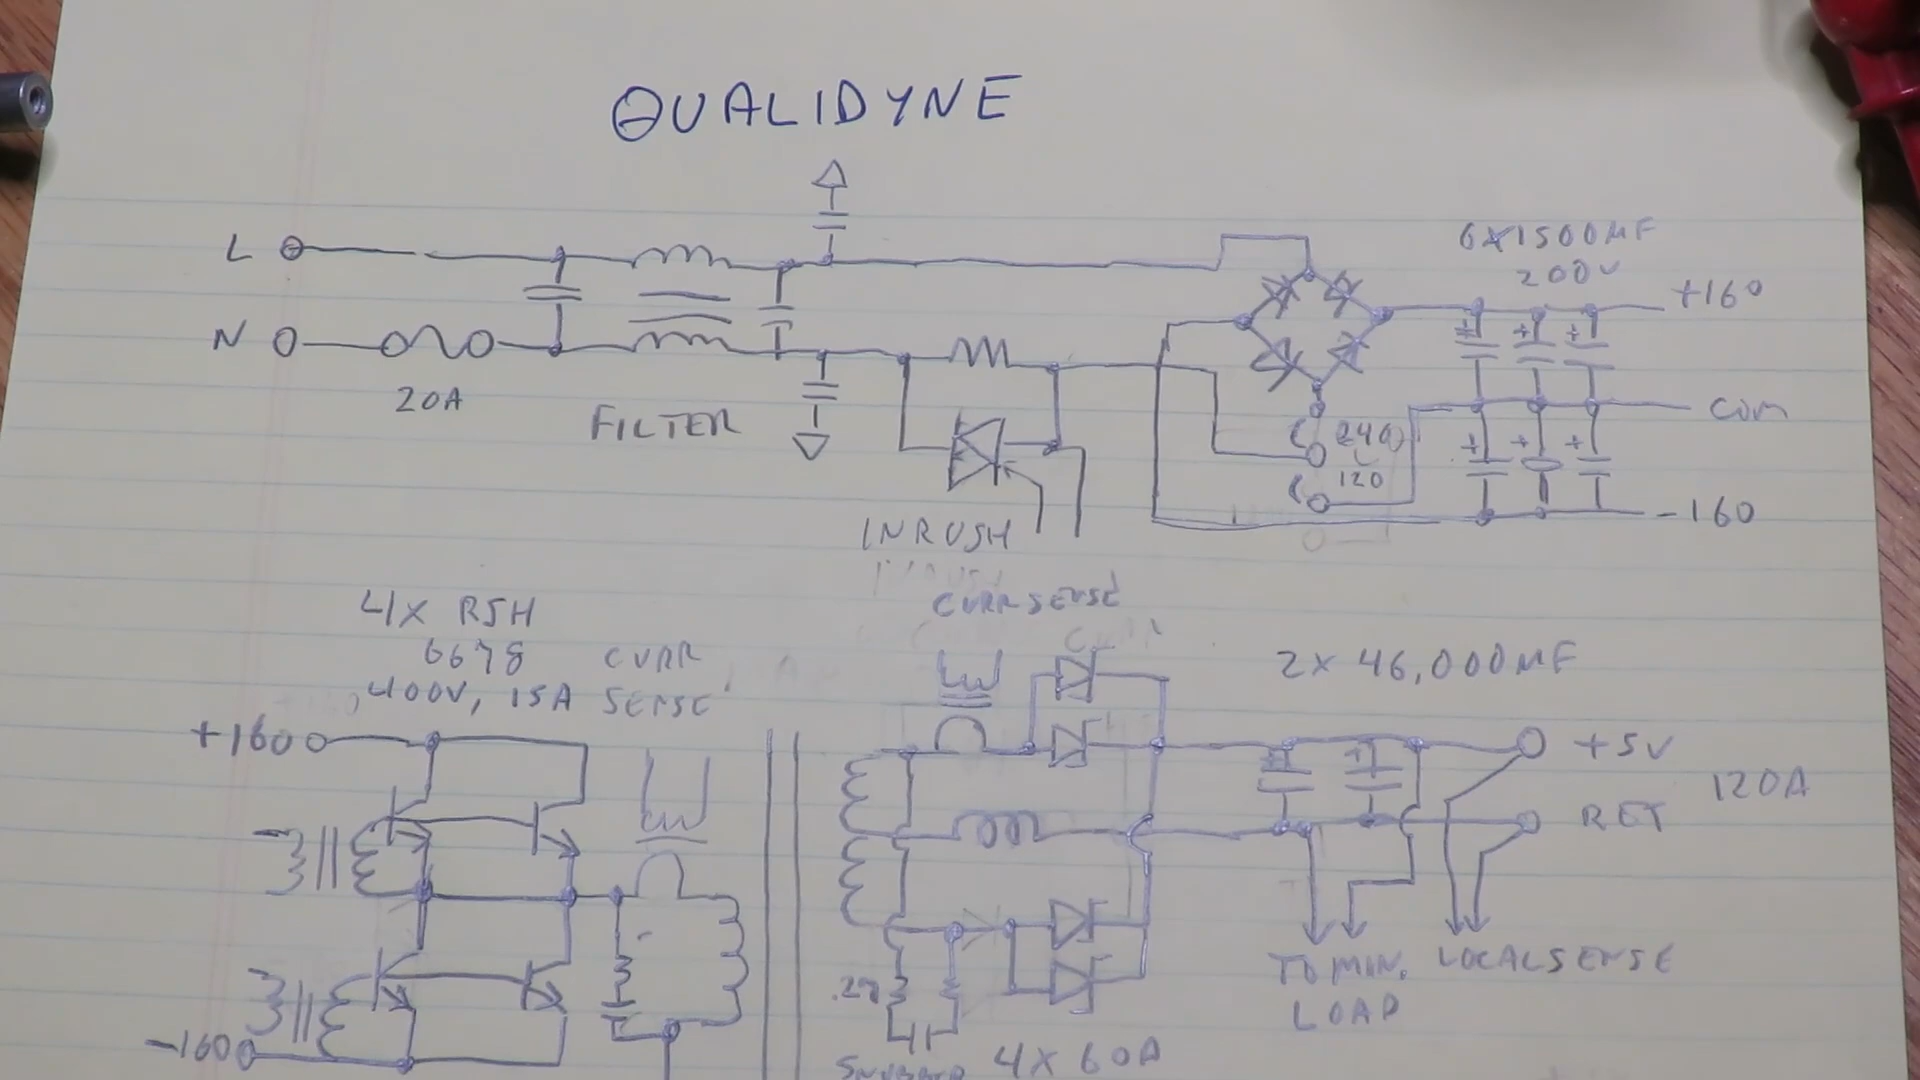 QUALIDYNE
6X1500MF
200V
L
+160
N
20A
FILTER
COM
240
120
-160
INRUSH
4X RSH
6678
400V, 15A
CURR
SENSE
CURR SENSE
2X 46,000MF
+160
+5V
120A
RET
.27
TO MIN.
LOAD
LOCAL SENSE
-160
4X 60A